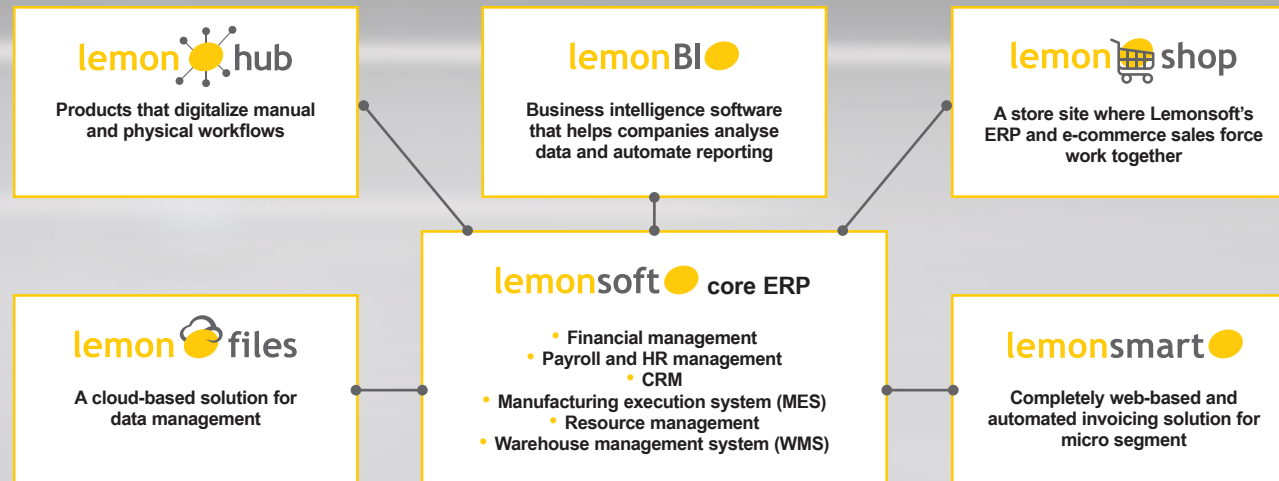 lemon hub
Products that digitalize manual
and physical workflows
lemonBI
Business intelligence software
that helps companies analyse
data and automate reporting
lemon shop
A store site where Lemonsoft's
ERP and e-commerce sales force
work together
lemonsoft core ERP
• Financial management
• Payroll and HR management
• CRM
• Manufacturing execution system (MES)
• Resource management
• Warehouse management system (WMS)
lemon files
A cloud-based solution for
data management
lemonsmart
Completely web-based and
automated invoicing solution for
micro segment